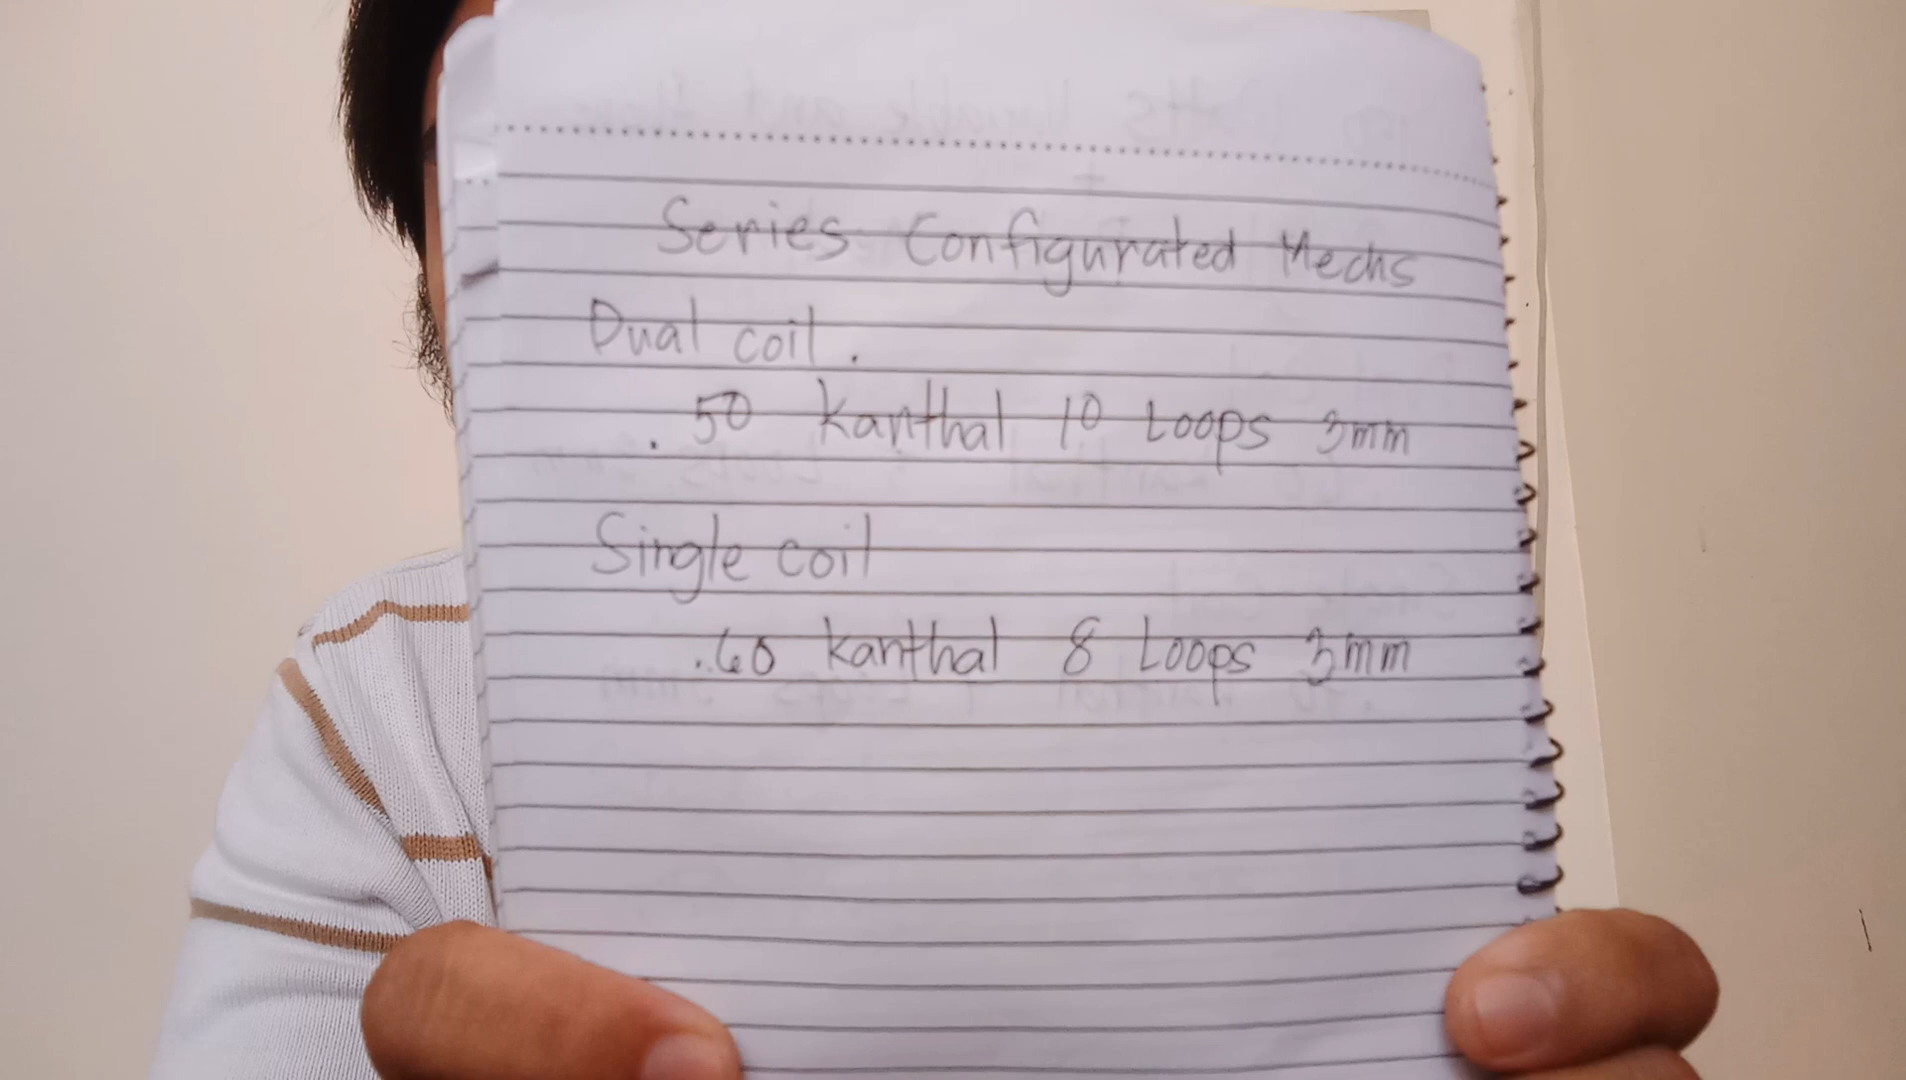 Series Configurated Mechs
Dual coil.
.50 Kanthal 10 Loops 3mm
Single coil
.60 Kanthal 8 Loops 3mm